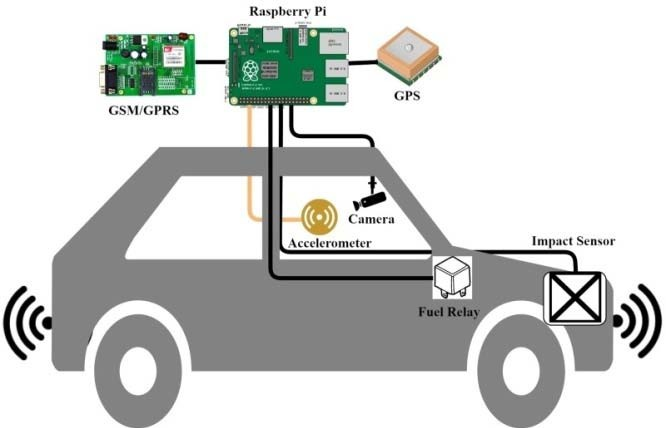 Raspberry Pi
GSM/GPRS
GPS
Camera
Accelerometer
Impact Sensor
Fuel Relay